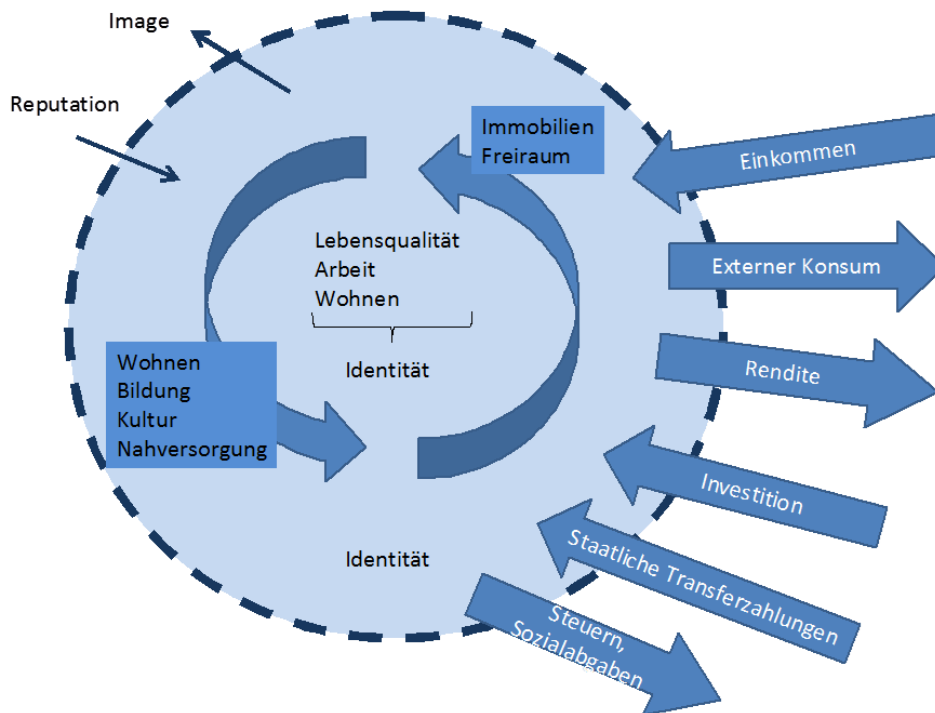 Image
Reputation
Immobilien
Freiraum
Einkommen
Lebensqualität
Arbeit
Wohnen
Externer Konsum
Identität
Wohnen
Bildung
Kultur
Nahversorgung
Rendite
Investition
Staatliche Transferzahlungen
Identität
Steuern,
Sozialabgaben